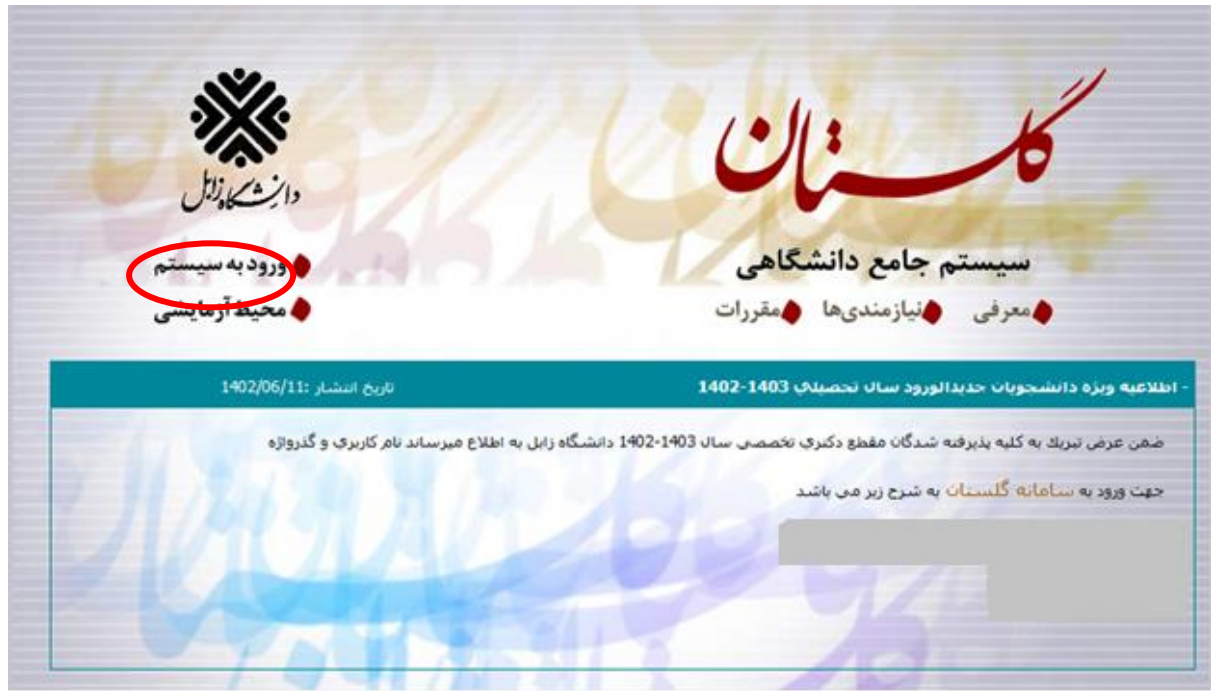 گلستان
دانشگاه زابل
سیستم جامع دانشگاهی
معرفی نیازمندی‌ها مقررات
ورود به سیستم
محیط آزمایشی
- اطلاعیه ویژه دانشجویان جدیدالورود سال تحصیلی 1403-1402 تاریخ انتشار :1402/06/11
ضمن عرض تبریك به کلیه پذیرفته شدگان مقطع دکتری تخصصی سال 1403-1402 دانشگاه زابل به اطلاع میرساند نام کاربری و گذرواژه
جهت ورود به سامانه گلستان به شرح زیر می باشد